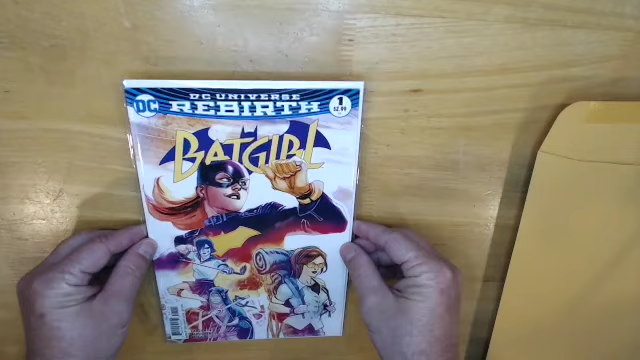 DC UNIVERSE
DC
REBIRTH
1
$2.99
BATGIRL